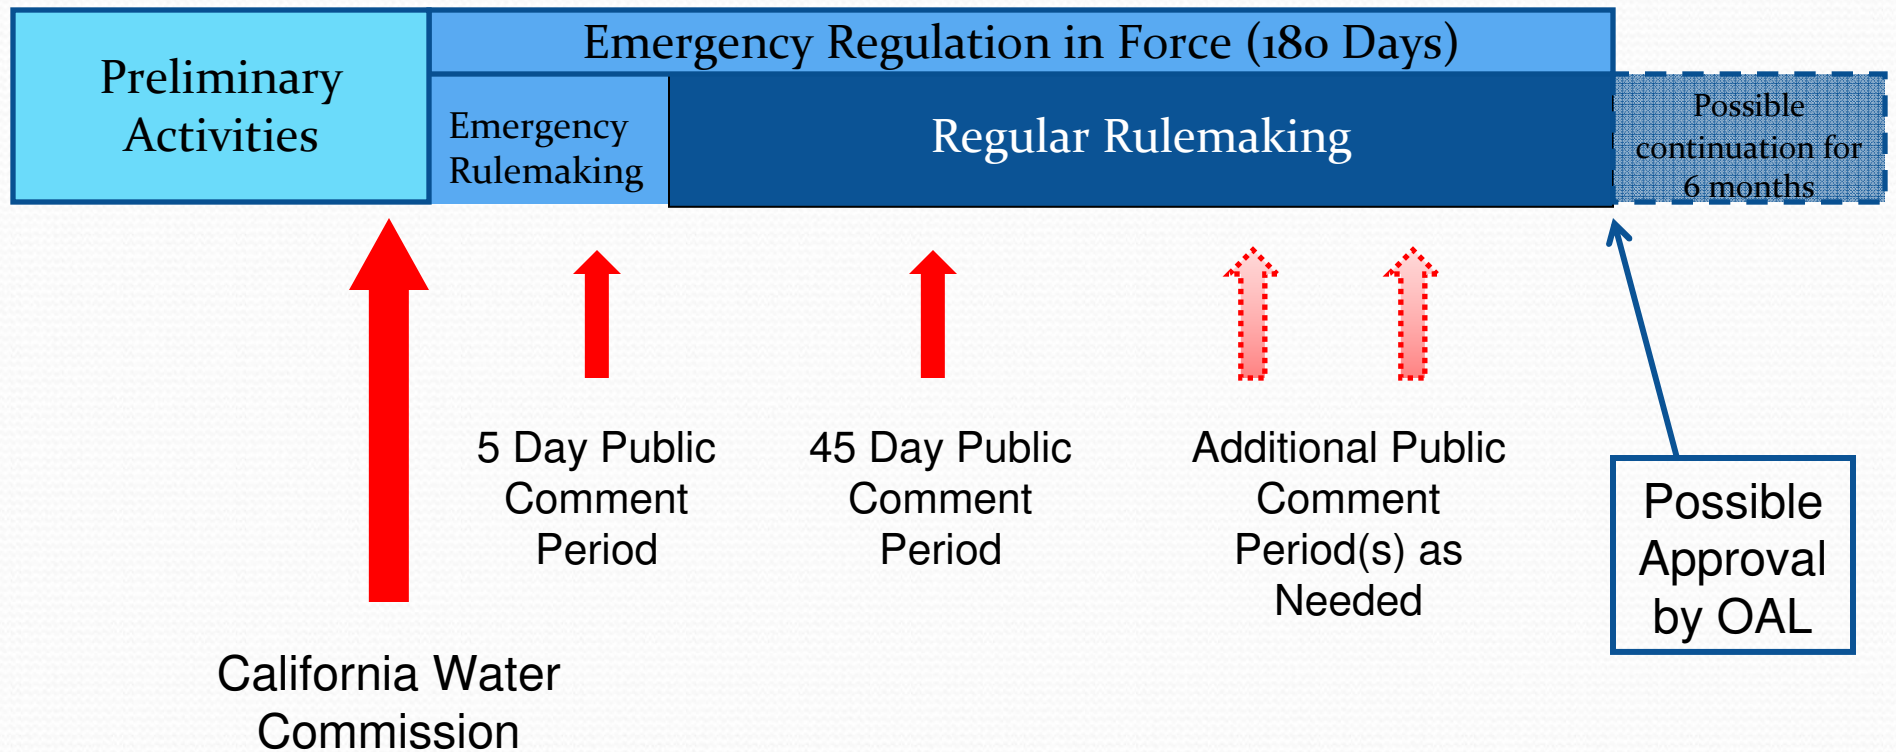 Preliminary
Activities
Emergency Regulation in Force (180 Days)
Emergency
Rulemaking
Regular Rulemaking
Possible
continuation for
6 months
5 Day Public
Comment
Period
45 Day Public
Comment
Period
Additional Public
Comment
Period(s) as
Needed
Possible
Approval
by OAL
California Water
Commission